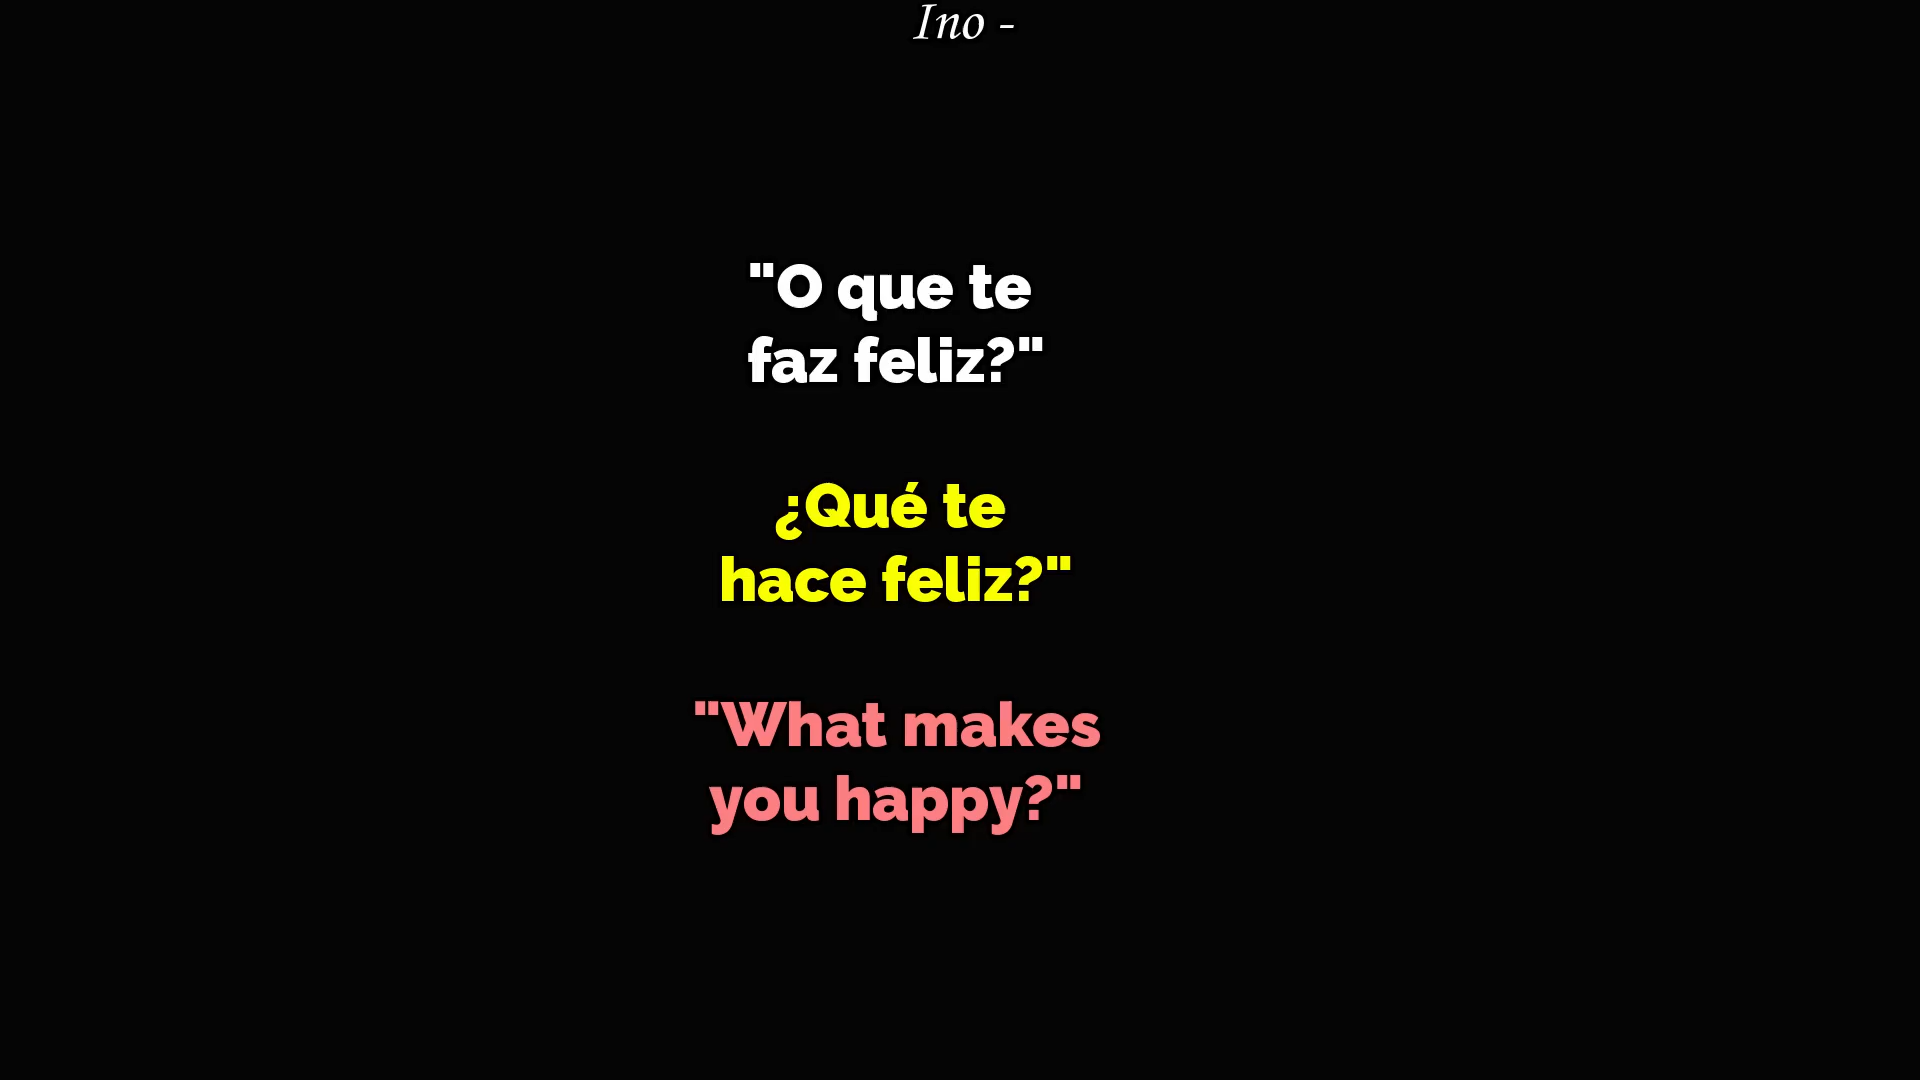 Ino -
"O que te
faz feliz?"
¿Qué te
hace feliz?"
"What makes
you happy?"